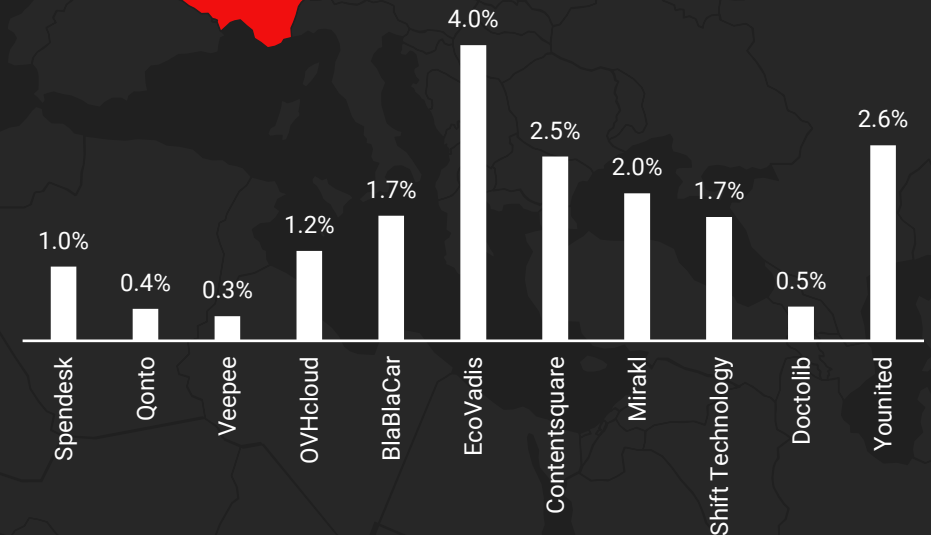 1.0%
0.4%
0.3%
1.2%
1.7%
4.0%
2.5%
2.0%
1.7%
0.5%
2.6%
Spendesk
Qonto
Veepee
OVHcloud
BlaBlaCar
EcoVadis
Contentsquare
Mirakl
Shift Technology
Doctolib
Younited